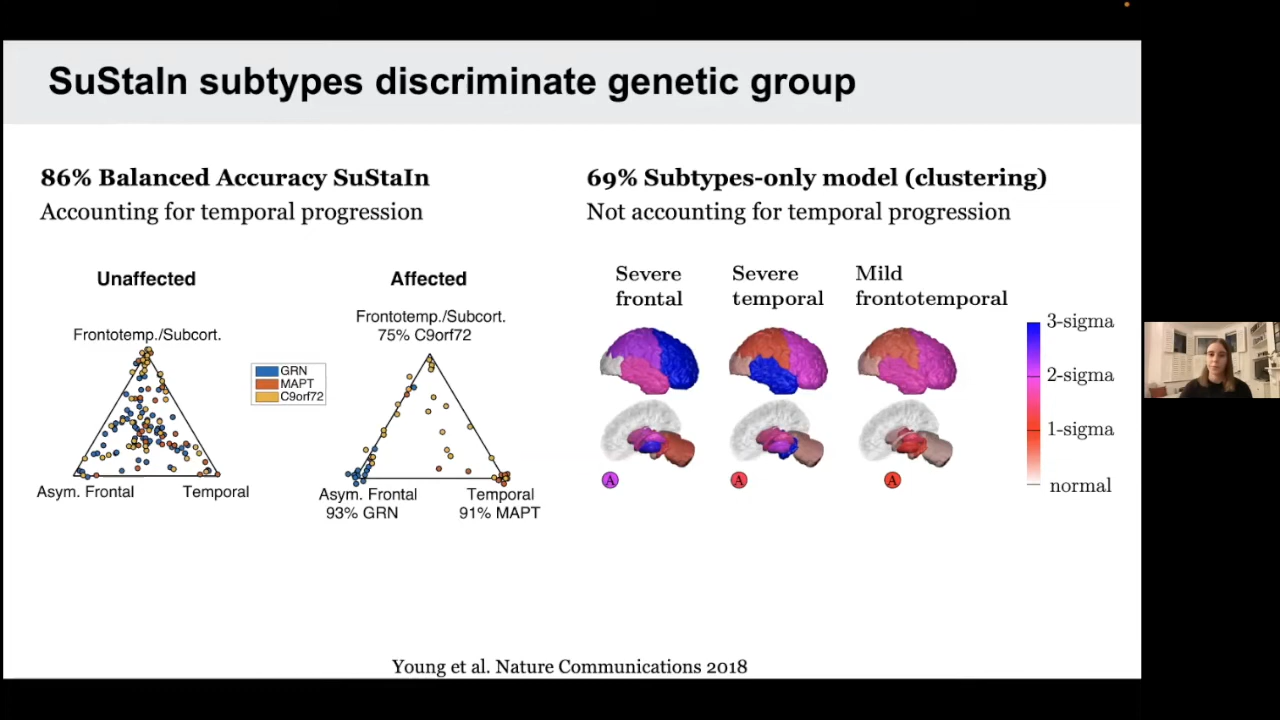 SuStaIn subtypes discriminate genetic group
86% Balanced Accuracy SuStaIn
Accounting for temporal progression
Unaffected
Frontotemp./Subcort.
Asym. Frontal
Temporal
GRN
MAPT
C9orf72
Affected
Frontotemp./Subcort.
75% C9orf72
Asym. Frontal
93% GRN
Temporal
91% MAPT
69% Subtypes-only model (clustering)
Not accounting for temporal progression
Severe
frontal
Severe
temporal
Mild
frontotemporal
A
A
A
3-sigma
2-sigma
1-sigma
normal
Young et al. Nature Communications 2018